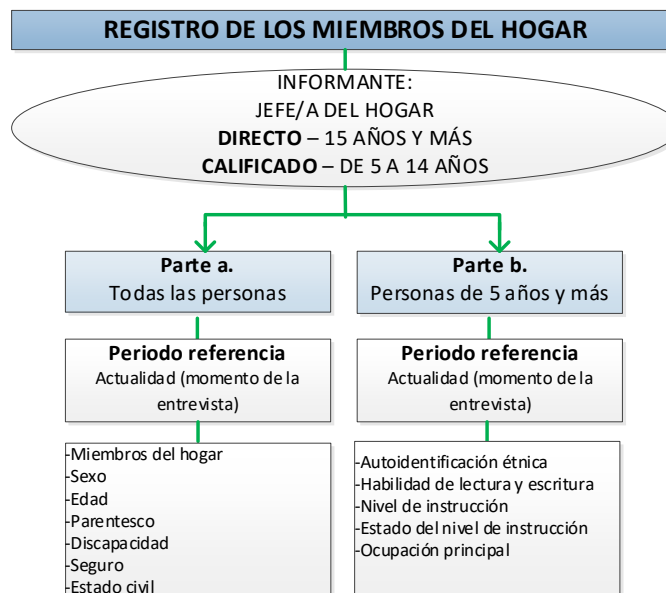 REGISTRO DE LOS MIEMBROS DEL HOGAR
INFORMANTE:
JEFE/A DEL HOGAR
DIRECTO – 15 AÑOS Y MÁS
CALIFICADO – DE 5 A 14 AÑOS
Parte a.
Todas las personas
Parte b.
Personas de 5 años y más
Periodo referencia
Actualidad (momento de la
entrevista)
Periodo referencia
Actualidad (momento de la
entrevista)
-Miembros del hogar
-Sexo
-Edad
-Parentesco
-Discapacidad
-Seguro
-Estado civil
-Autoidentificación étnica
-Habilidad de lectura y escritura
-Nivel de instrucción
-Estado del nivel de instrucción
-Ocupación principal